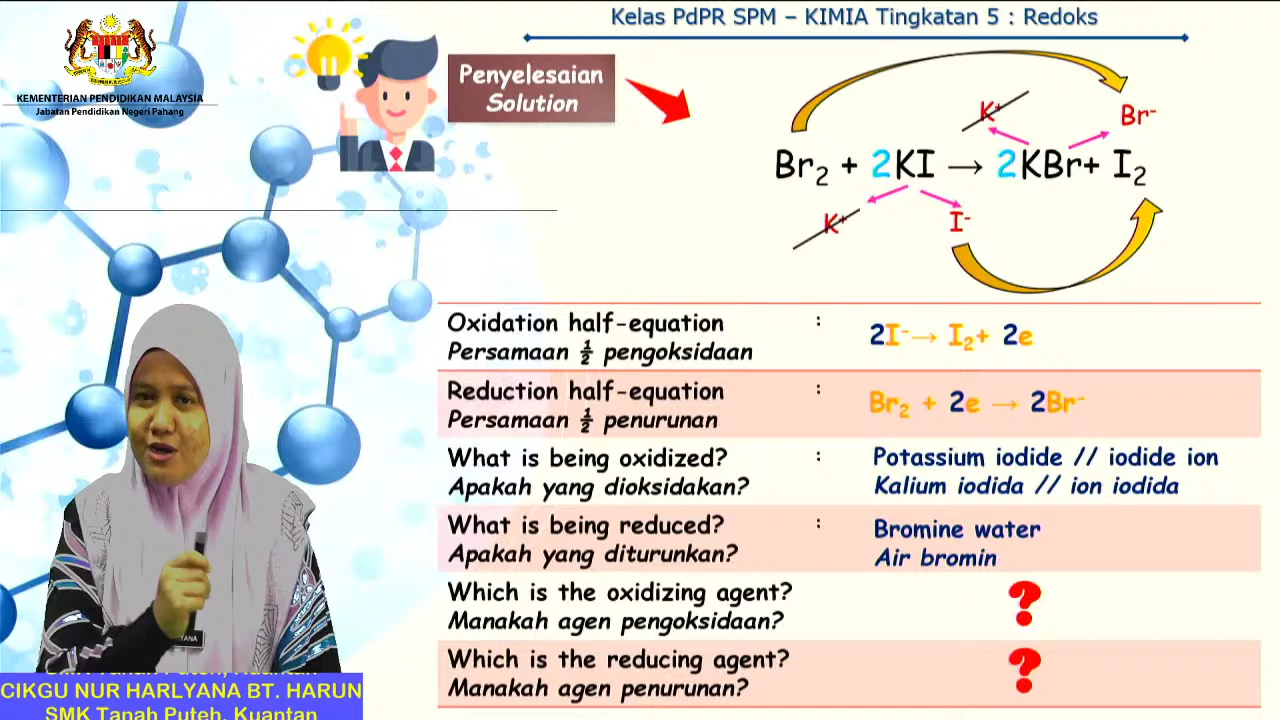 Kelas PdPR SPM – KIMIA Tingkatan 5 : Redoks
KEMENTERIAN PENDIDIKAN MALAYSIA
Jabatan Pendidikan Negeri Pahang
Penyelesaian
Solution
K⁺
Br⁻
Br₂ + 2KI → 2KBr+ I₂
K⁺
I⁻
Oxidation half-equation :
Persamaan ½ pengoksidaan
2I⁻→ I₂+ 2e
Reduction half-equation :
Persamaan ½ penurunan
Br₂ + 2e → 2Br⁻
What is being oxidized? : Potassium iodide // iodide ion
Apakah yang dioksidakan? Kalium iodida // ion iodida
What is being reduced? : Bromine water
Apakah yang diturunkan? Air bromin
Which is the oxidizing agent?
Manakah agen pengoksidaan?
?
Which is the reducing agent?
Manakah agen penurunan?
?
YANA
CIKGU NUR HARLYANA BT. HARUN
SMK Tanah Puteh, Kuantan